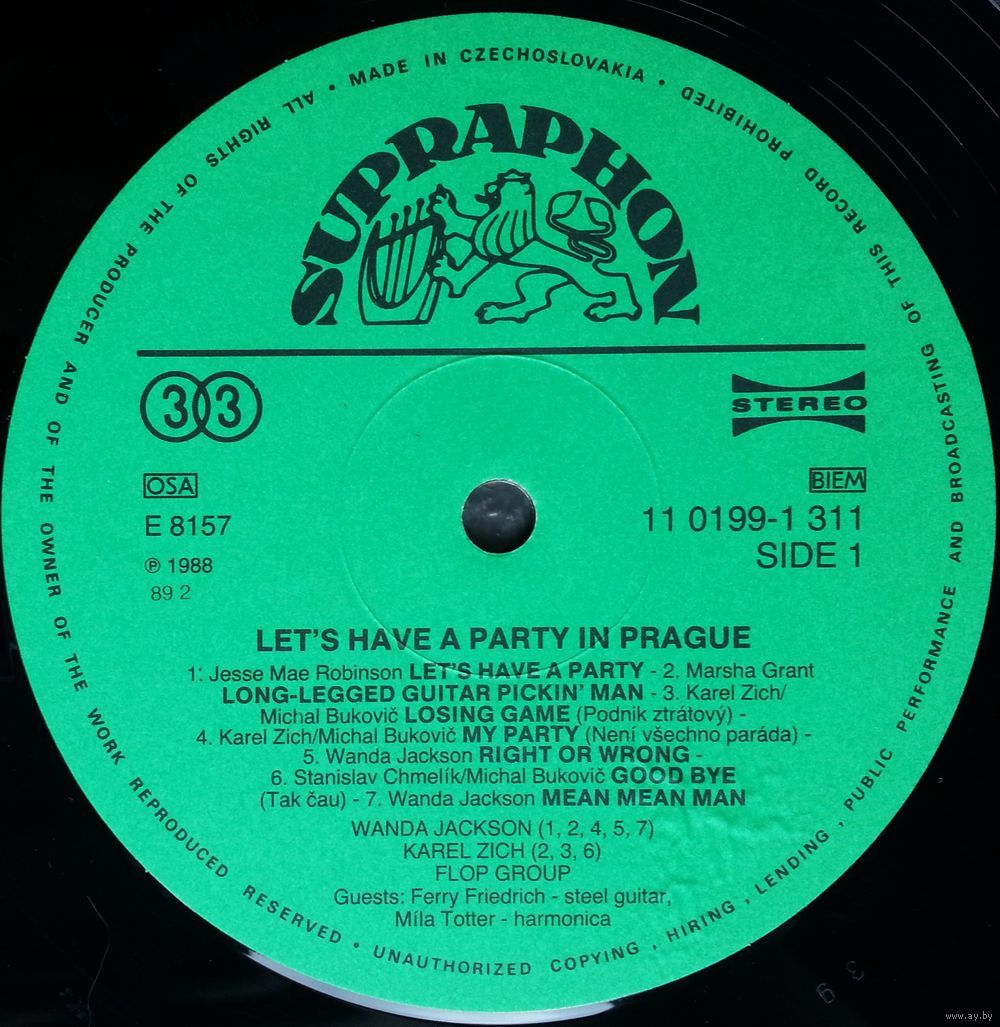 • MADE IN CZECHOSLOVAKIA •
ALL RIGHTS OF THE PRODUCER AND OF THE OWNER OF THE WORK REPRODUCED RESERVED • UNAUTHORIZED COPYING, HIRING, LENDING, PUBLIC PERFORMANCE AND BROADCASTING OF THIS RECORD PROHIBITED
SUPRAPHON
33
STEREO
OSA
BIEM
E 8157
11 0199-1 311
SIDE 1
℗ 1988
89 2
LET'S HAVE A PARTY IN PRAGUE
1: Jesse Mae Robinson LET'S HAVE A PARTY - 2. Marsha Grant
LONG-LEGGED GUITAR PICKIN' MAN - 3. Karel Zich/
Michal Bukovič LOSING GAME (Podnik ztrátový) -
4. Karel Zich/Michal Bukovič MY PARTY (Není všechno paráda) -
5. Wanda Jackson RIGHT OR WRONG -
6. Stanislav Chmelík/Michal Bukovič GOOD BYE
(Tak čau) - 7. Wanda Jackson MEAN MEAN MAN
WANDA JACKSON (1, 2, 4, 5, 7)
KAREL ZICH (2, 3, 6)
FLOP GROUP
Guests: Ferry Friedrich - steel guitar,
Míla Totter - harmonica
www.ay.by